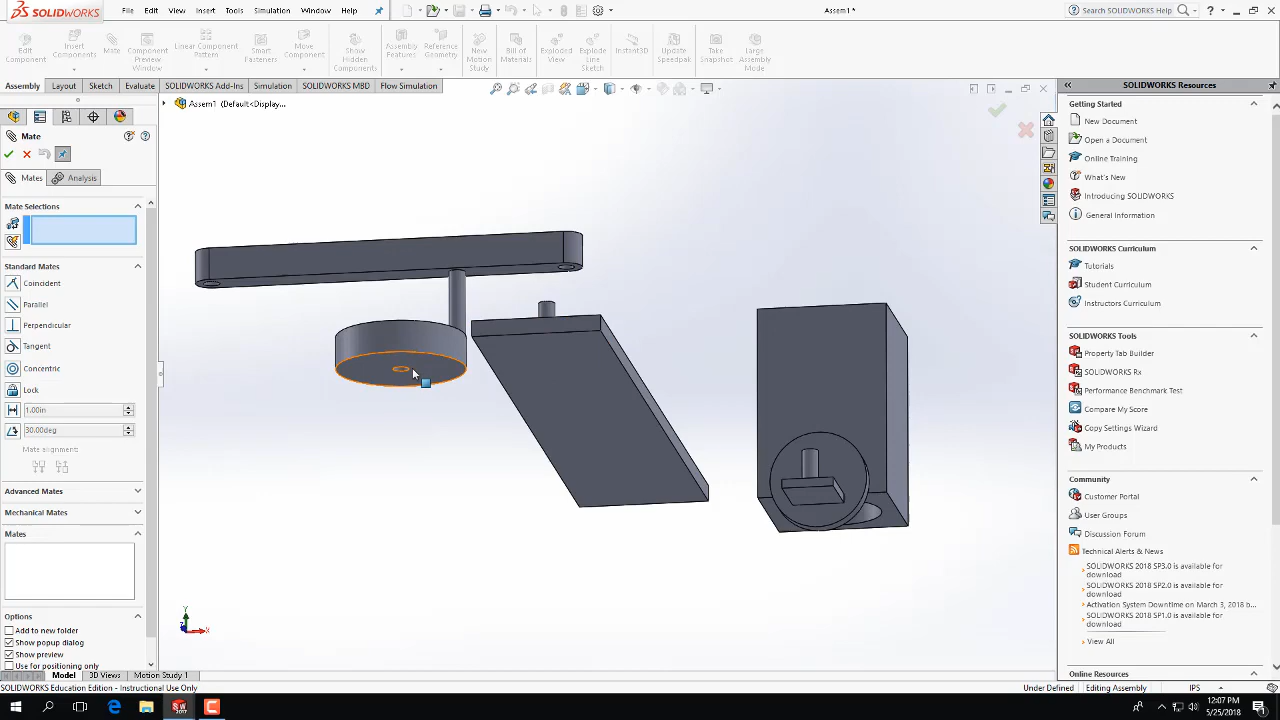 SOLIDWORKS File Edit View Insert Tools Simulation Window Help Assem1 * Search SOLIDWORKS Help
Edit Component
Insert Components
Mate
Component Preview Window
Linear Component Pattern
Smart Fasteners
Move Component
Show Hidden Components
Assembly Features
Reference Geometry
New Motion Study
Bill of Materials
Exploded View
Explode Line Sketch
Instant3D
Update Speedpak
Take Snapshot
Large Assembly Mode
Assembly Layout Sketch Evaluate SOLIDWORKS Add-Ins Simulation SOLIDWORKS MBD Flow Simulation
Assem1 (Default<Display...
Mate
Mates Analysis
Mate Selections
Standard Mates
Coincident
Parallel
Perpendicular
Tangent
Concentric
Lock
1.00in
30.00deg
Mate alignment:
Advanced Mates
Mechanical Mates
Mates
Options
Add to new folder
Show popup dialog
Show preview
Use for positioning only
Y
X
Z
SOLIDWORKS Resources
Getting Started
New Document
Open a Document
Online Training
What's New
Introducing SOLIDWORKS
General Information
SOLIDWORKS Curriculum
Tutorials
Student Curriculum
Instructors Curriculum
SOLIDWORKS Tools
Property Tab Builder
SOLIDWORKS Rx
Performance Benchmark Test
Compare My Score
Copy Settings Wizard
My Products
Community
Customer Portal
User Groups
Discussion Forum
Technical Alerts & News
SOLIDWORKS 2018 SP3.0 is available for
download
SOLIDWORKS 2018 SP2.0 is available for
download
Activation System Downtime on March 3, 2018 b...
SOLIDWORKS 2018 SP1.0 is available for
download
View All
Online Resources
Model 3D Views Motion Study 1
SOLIDWORKS Education Edition - Instructional Use Only Under Defined Editing Assembly IPS
12:07 PM
5/25/2018